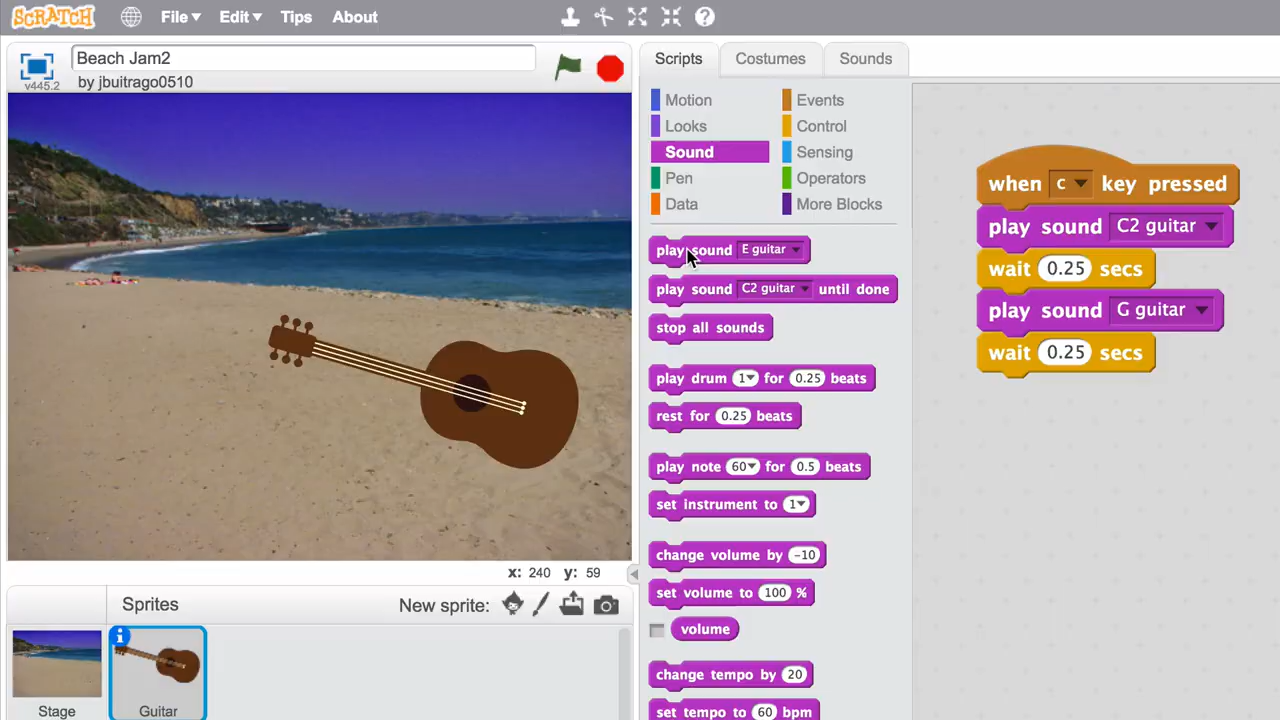 SCRATCH File Edit Tips About
Beach Jam2
by jbuitrago0510
v445.2
Scripts Costumes Sounds
Motion Events
Looks Control
Sound Sensing
Pen Operators
Data More Blocks
play sound E guitar
play sound C2 guitar until done
stop all sounds
play drum 1 for 0.25 beats
rest for 0.25 beats
play note 60 for 0.5 beats
set instrument to 1
change volume by -10
set volume to 100 %
volume
change tempo by 20
set tempo to 60 bpm
when c key pressed
play sound C2 guitar
wait 0.25 secs
play sound G guitar
wait 0.25 secs
x: 240 y: 59
Sprites New sprite:
Stage Guitar